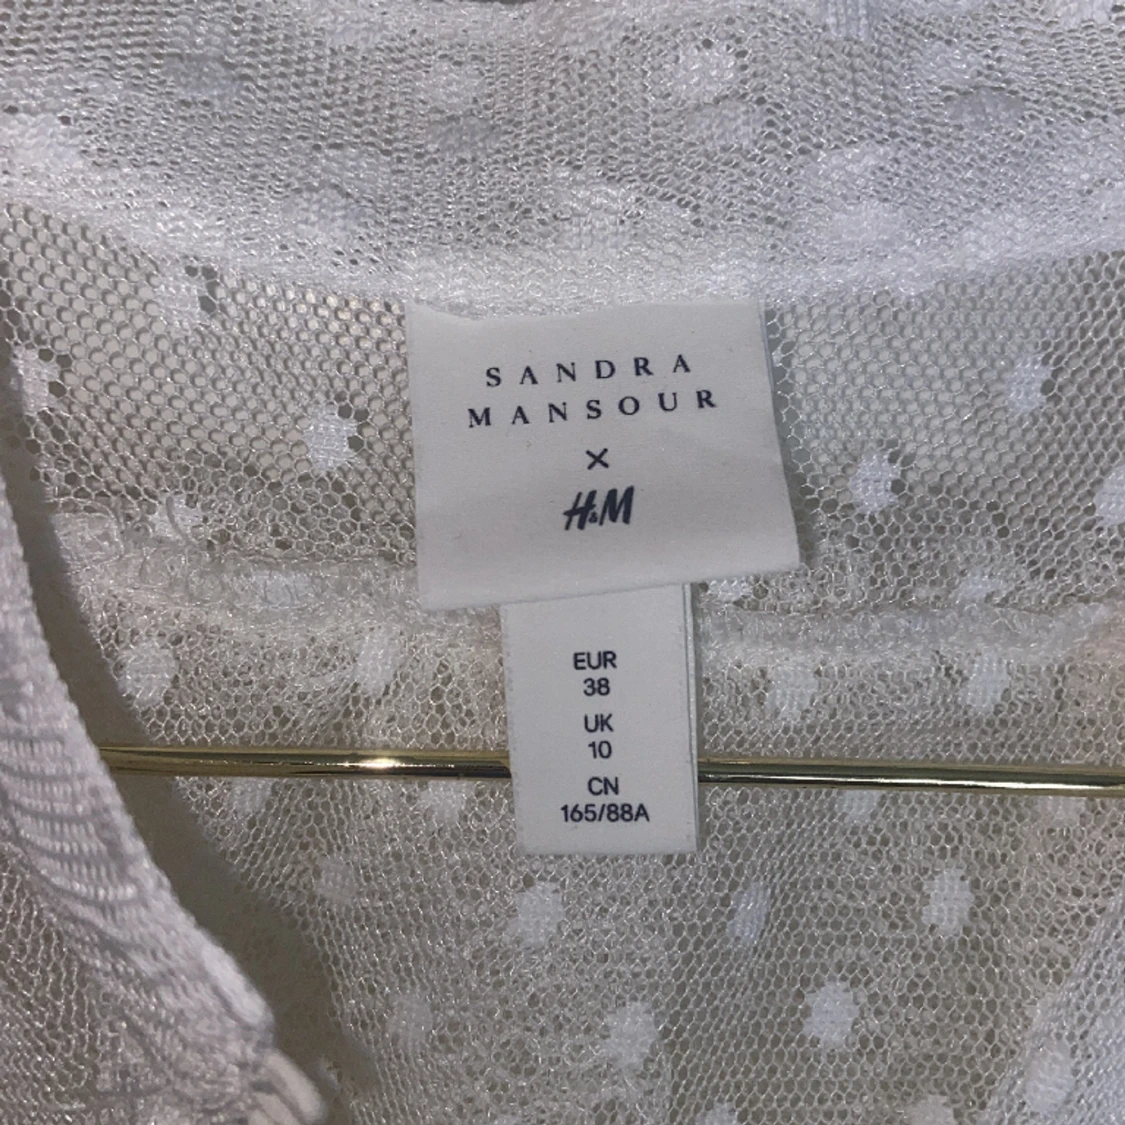 SANDRA
MANSOUR
×
H&M
EUR
38
UK
10
CN
165/88A